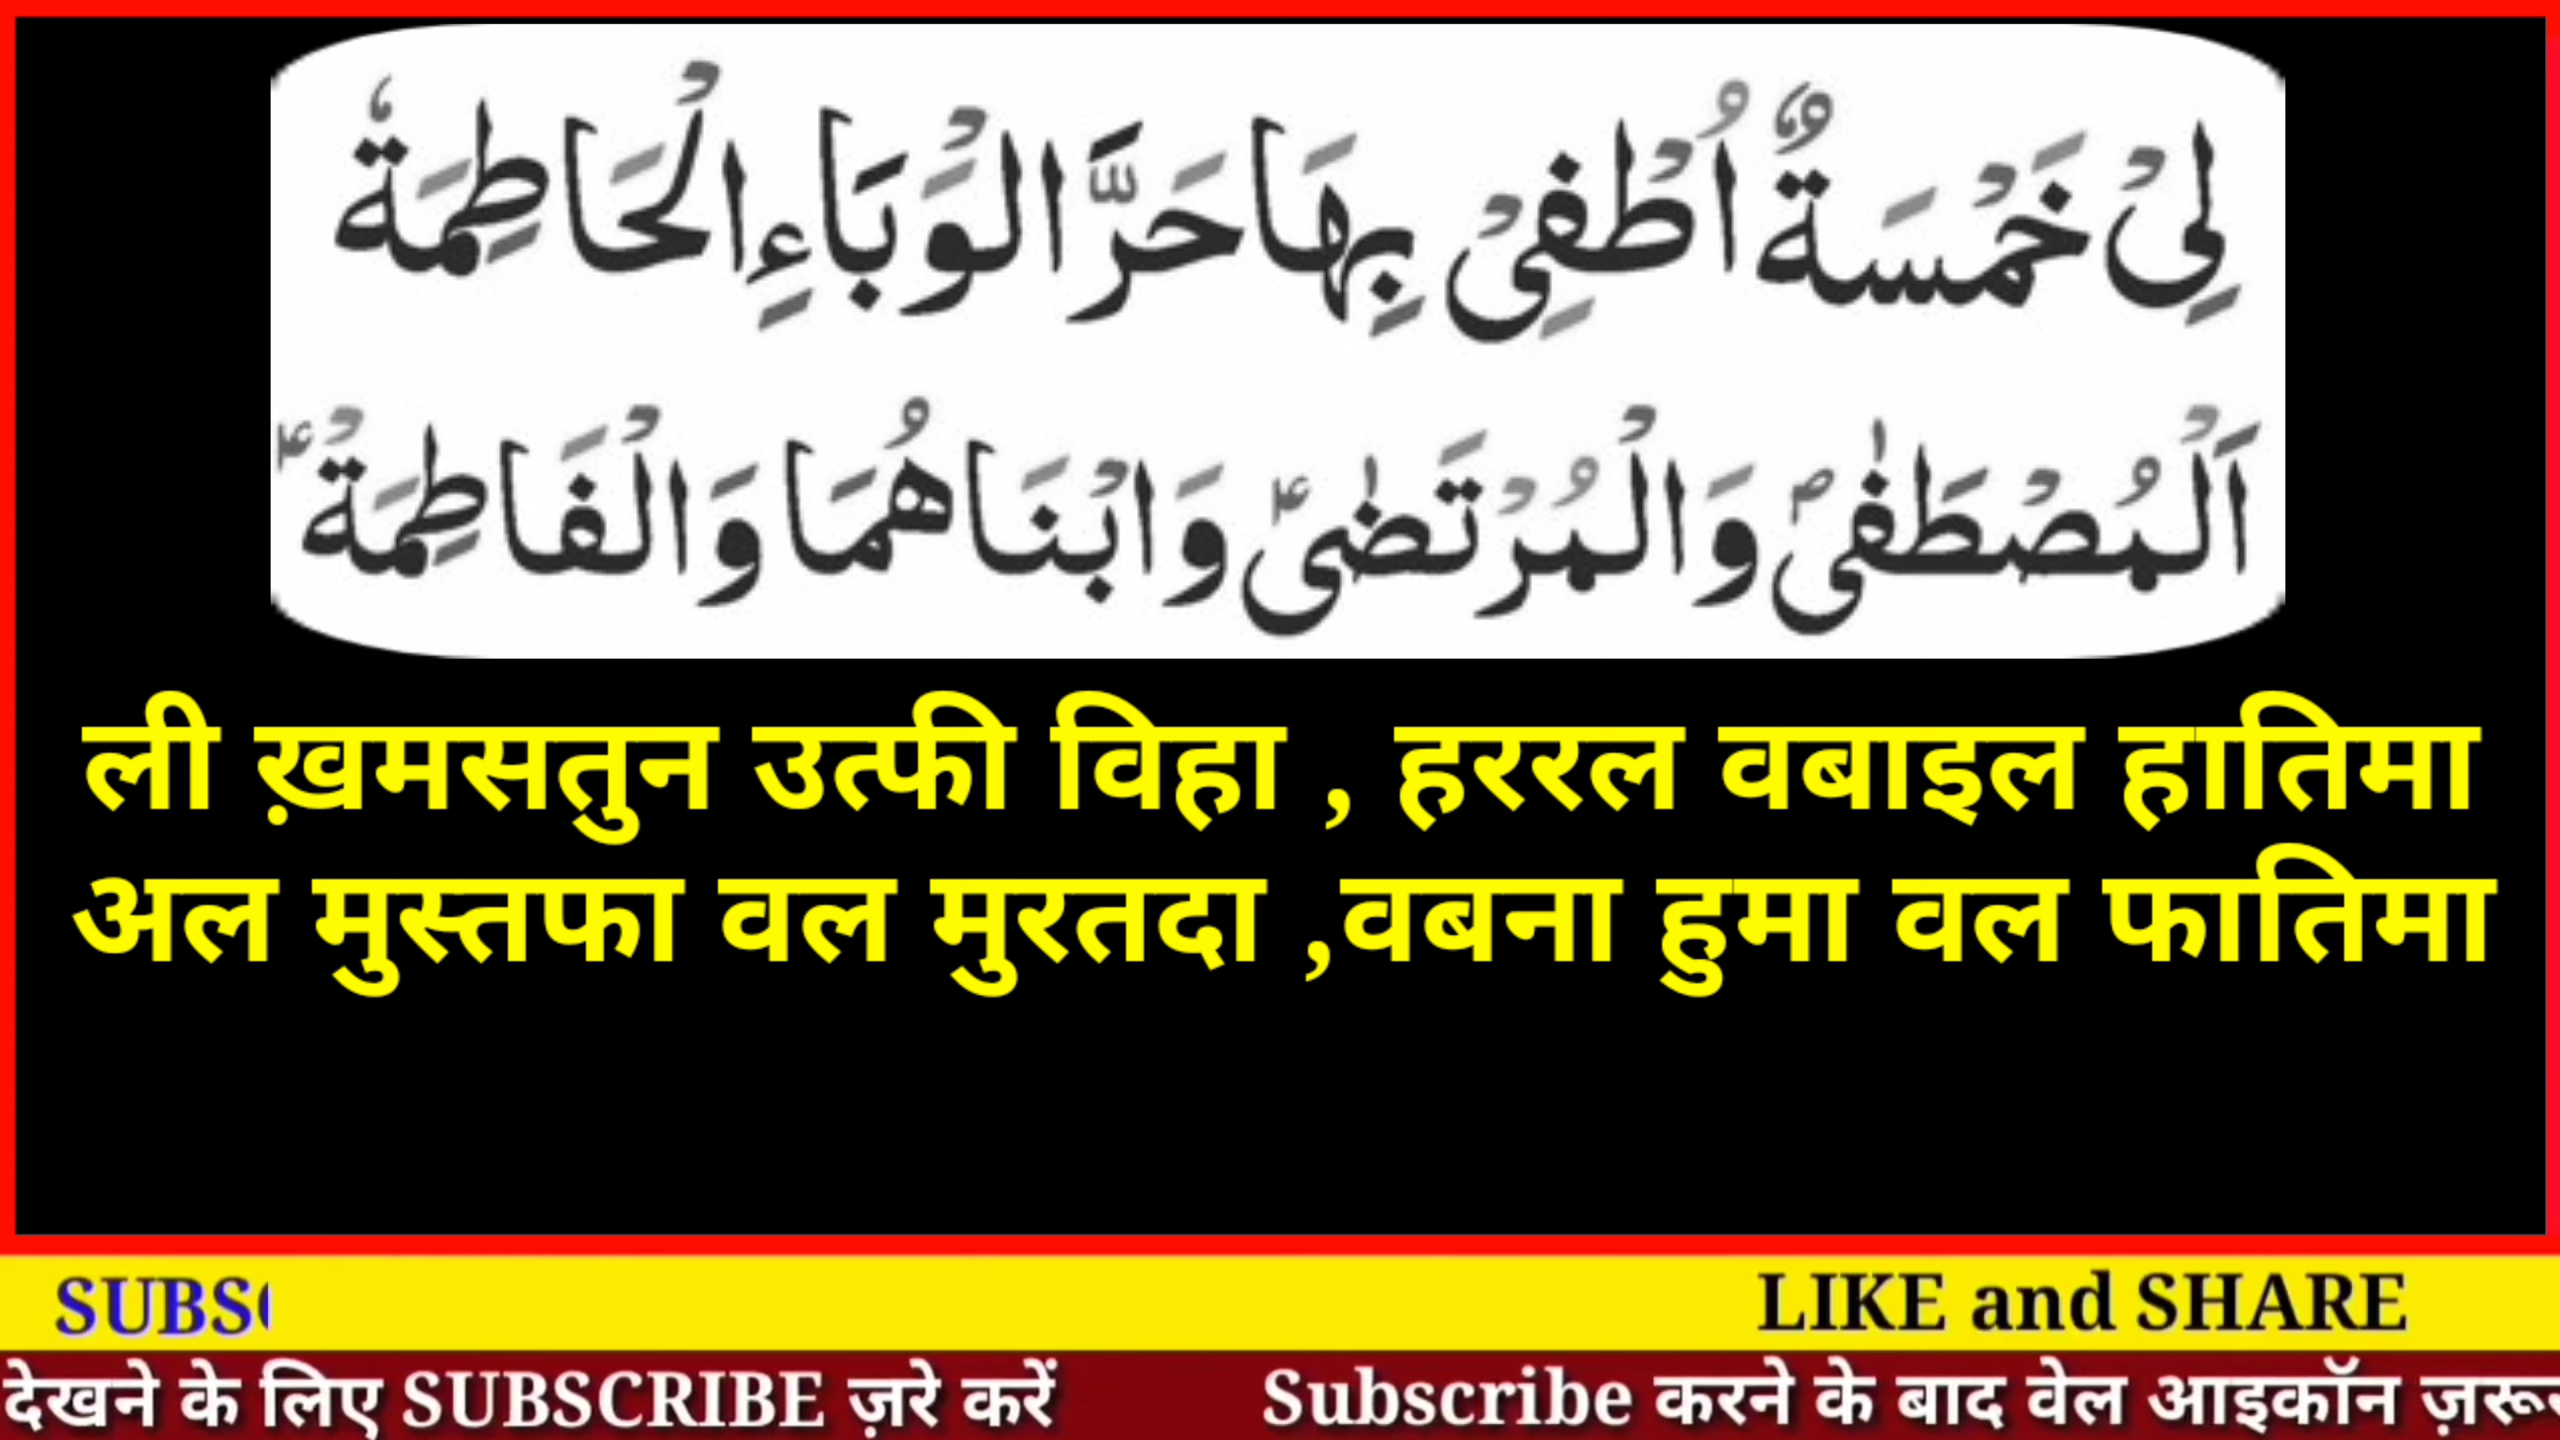 لِیْ خَمْسَةٌ اُطْفِیْ بِهَا حَرَّ الْوَبَاءِ الْحَاطِمَةْ
اَلْمُصْطَفٰی وَالْمُرْتَضٰی وَابْنَاهُمَا وَالْفَاطِمَةْ
ली ख़मसतुन उत्फी विहा , हररल वबाइल हातिमा
अल मुस्तफा वल मुरतदा ,वबना हुमा वल फातिमा
SUBS LIKE and SHARE
देखने के लिए SUBSCRIBE ज़रे करें Subscribe करने के बाद वेल आइकॉन